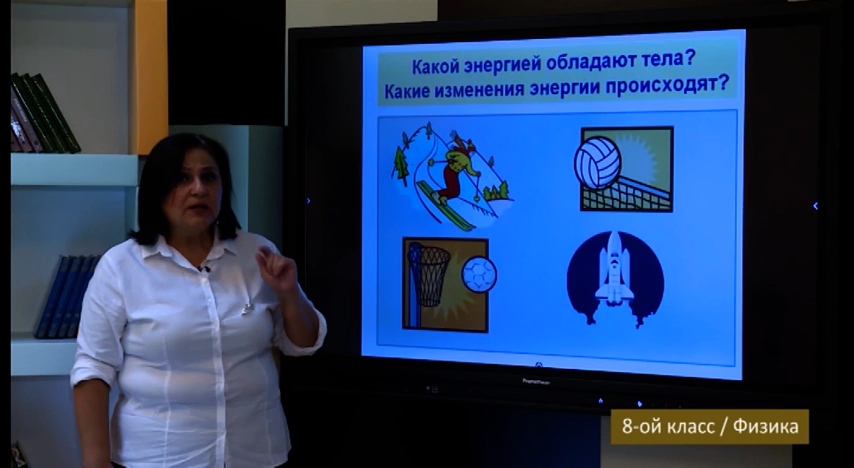 Какой энергией обладают тела?
Какие изменения энергии происходят?
8-ой класс / Физика